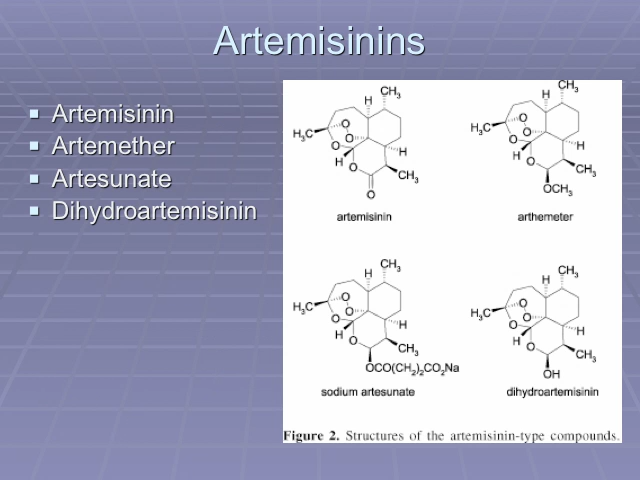 Artemisinins
Artemisinin
Artemether
Artesunate
Dihydroartemisinin
CH3
H
H3C
O
O
O
H
H
O
CH3
O
artemisinin
CH3
H
H3C
O
O
O
H
H
O
CH3
OCH3
arthemeter
CH3
H
H3C
O
O
O
H
H
O
CH3
OCO(CH2)2CO2Na
sodium artesunate
CH3
H
H3C
O
O
O
H
H
O
CH3
OH
dihydroartemisinin
Figure 2. Structures of the artemisinin-type compounds.